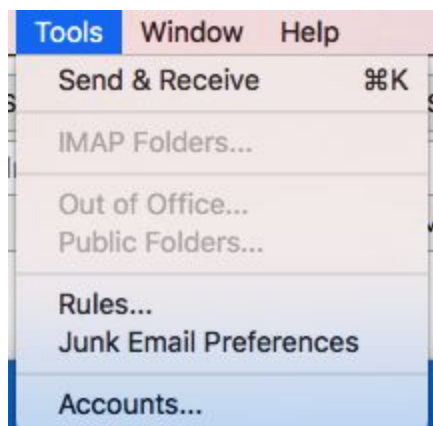 Tools Window Help
Send & Receive ⌘K
IMAP Folders...
Out of Office...
Public Folders...
Rules...
Junk Email Preferences
Accounts...